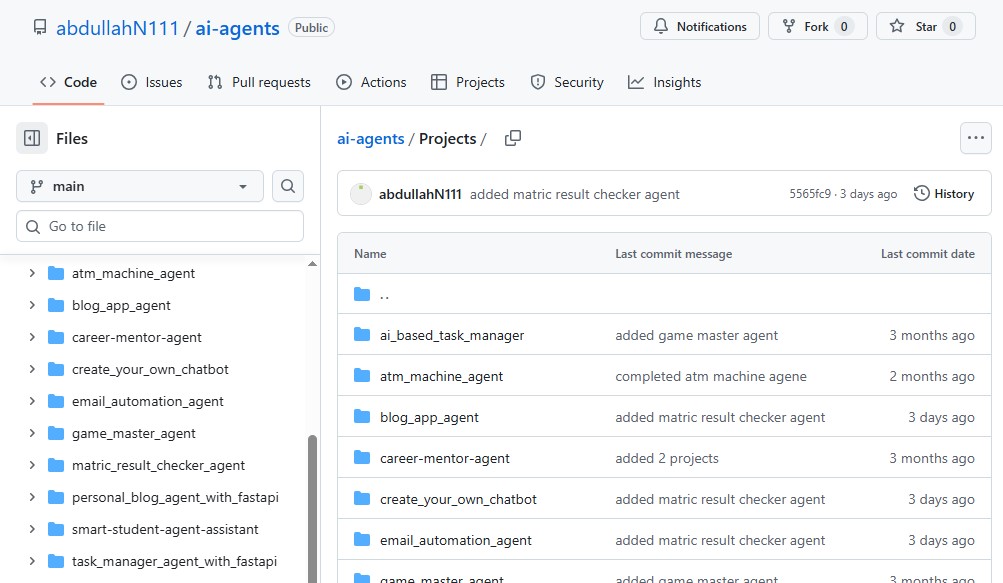 abdullahN111 / ai-agents Public
Notifications Fork 0 Star 0
Code Issues Pull requests Actions Projects Security Insights
Files
main
Go to file
atm_machine_agent
blog_app_agent
career-mentor-agent
create_your_own_chatbot
email_automation_agent
game_master_agent
matric_result_checker_agent
personal_blog_agent_with_fastapi
smart-student-agent-assistant
task_manager_agent_with_fastapi
ai-agents / Projects /
abdullahN111 added matric result checker agent 5565fc9 · 3 days ago History
Name Last commit message Last commit date
..
ai_based_task_manager added game master agent 3 months ago
atm_machine_agent completed atm machine agene 2 months ago
blog_app_agent added matric result checker agent 3 days ago
career-mentor-agent added 2 projects 3 months ago
create_your_own_chatbot added matric result checker agent 3 days ago
email_automation_agent added matric result checker agent 3 days ago
game_master_agent added game master agent 3 months ago